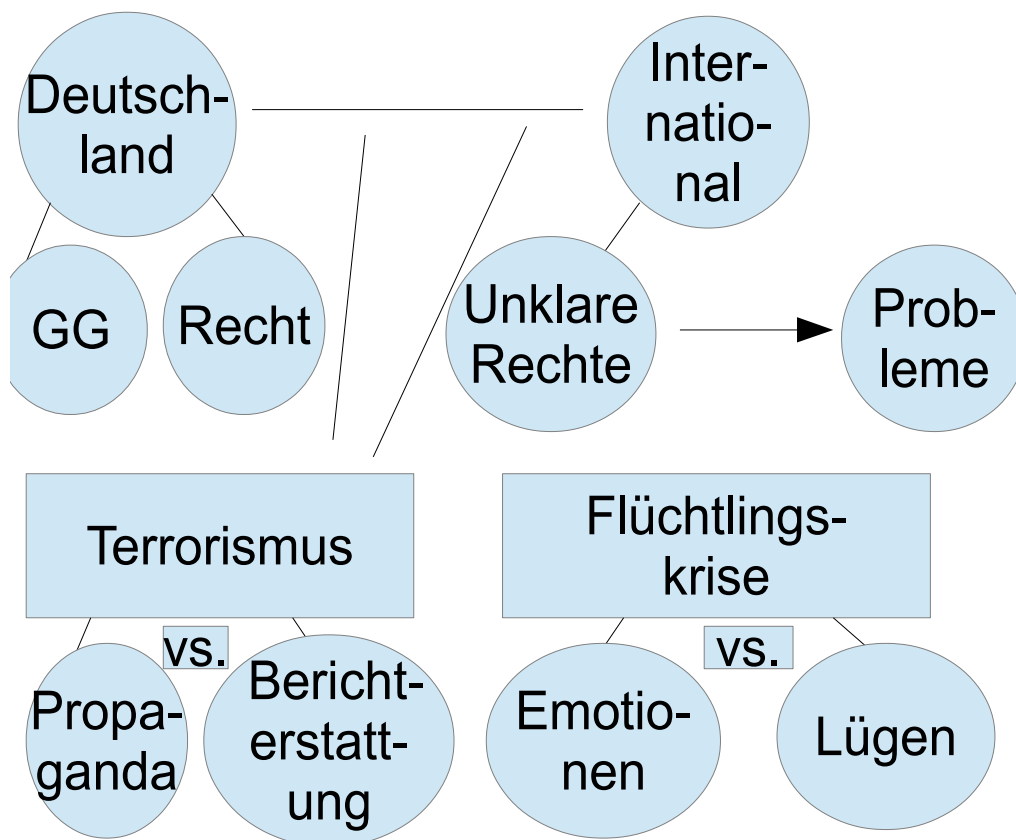 Deutsch-
land
Inter-
natio-
nal
GG
Recht
Unklare
Rechte
Prob-
leme
Terrorismus
Flüchtlings-
krise
vs.
vs.
Propa-
ganda
Bericht-
erstatt-
ung
Emotio-
nen
Lügen